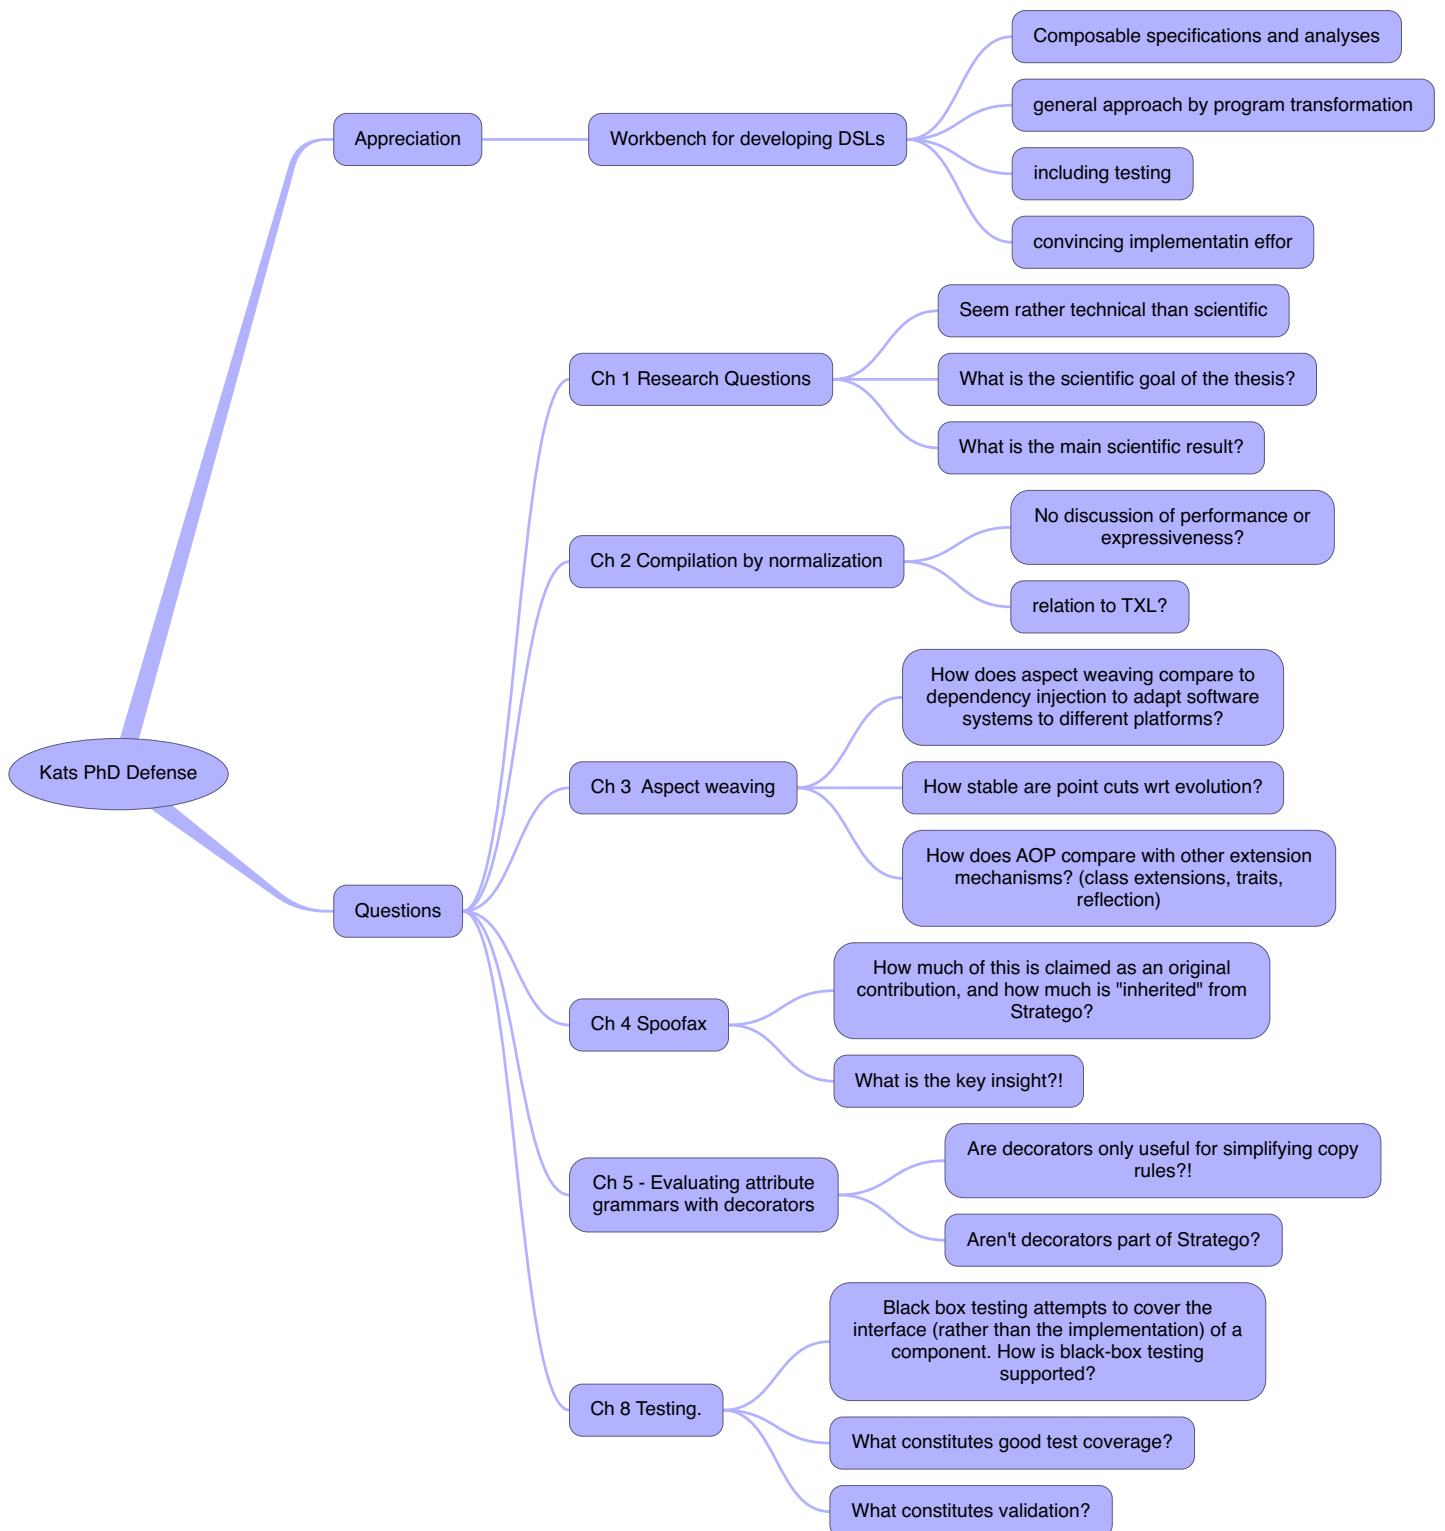 Kats PhD Defense
Appreciation
Workbench for developing DSLs
Composable specifications and analyses
general approach by program transformation
including testing
convincing implementatin effor
Questions
Ch 1 Research Questions
Seem rather technical than scientific
What is the scientific goal of the thesis?
What is the main scientific result?
Ch 2 Compilation by normalization
No discussion of performance or
expressiveness?
relation to TXL?
Ch 3  Aspect weaving
How does aspect weaving compare to
dependency injection to adapt software
systems to different platforms?
How stable are point cuts wrt evolution?
How does AOP compare with other extension
mechanisms? (class extensions, traits,
reflection)
Ch 4 Spoofax
How much of this is claimed as an original
contribution, and how much is "inherited" from
Stratego?
What is the key insight?!
Ch 5 - Evaluating attribute
grammars with decorators
Are decorators only useful for simplifying copy
rules?!
Aren't decorators part of Stratego?
Ch 8 Testing.
Black box testing attempts to cover the
interface (rather than the implementation) of a
component. How is black-box testing
supported?
What constitutes good test coverage?
What constitutes validation?